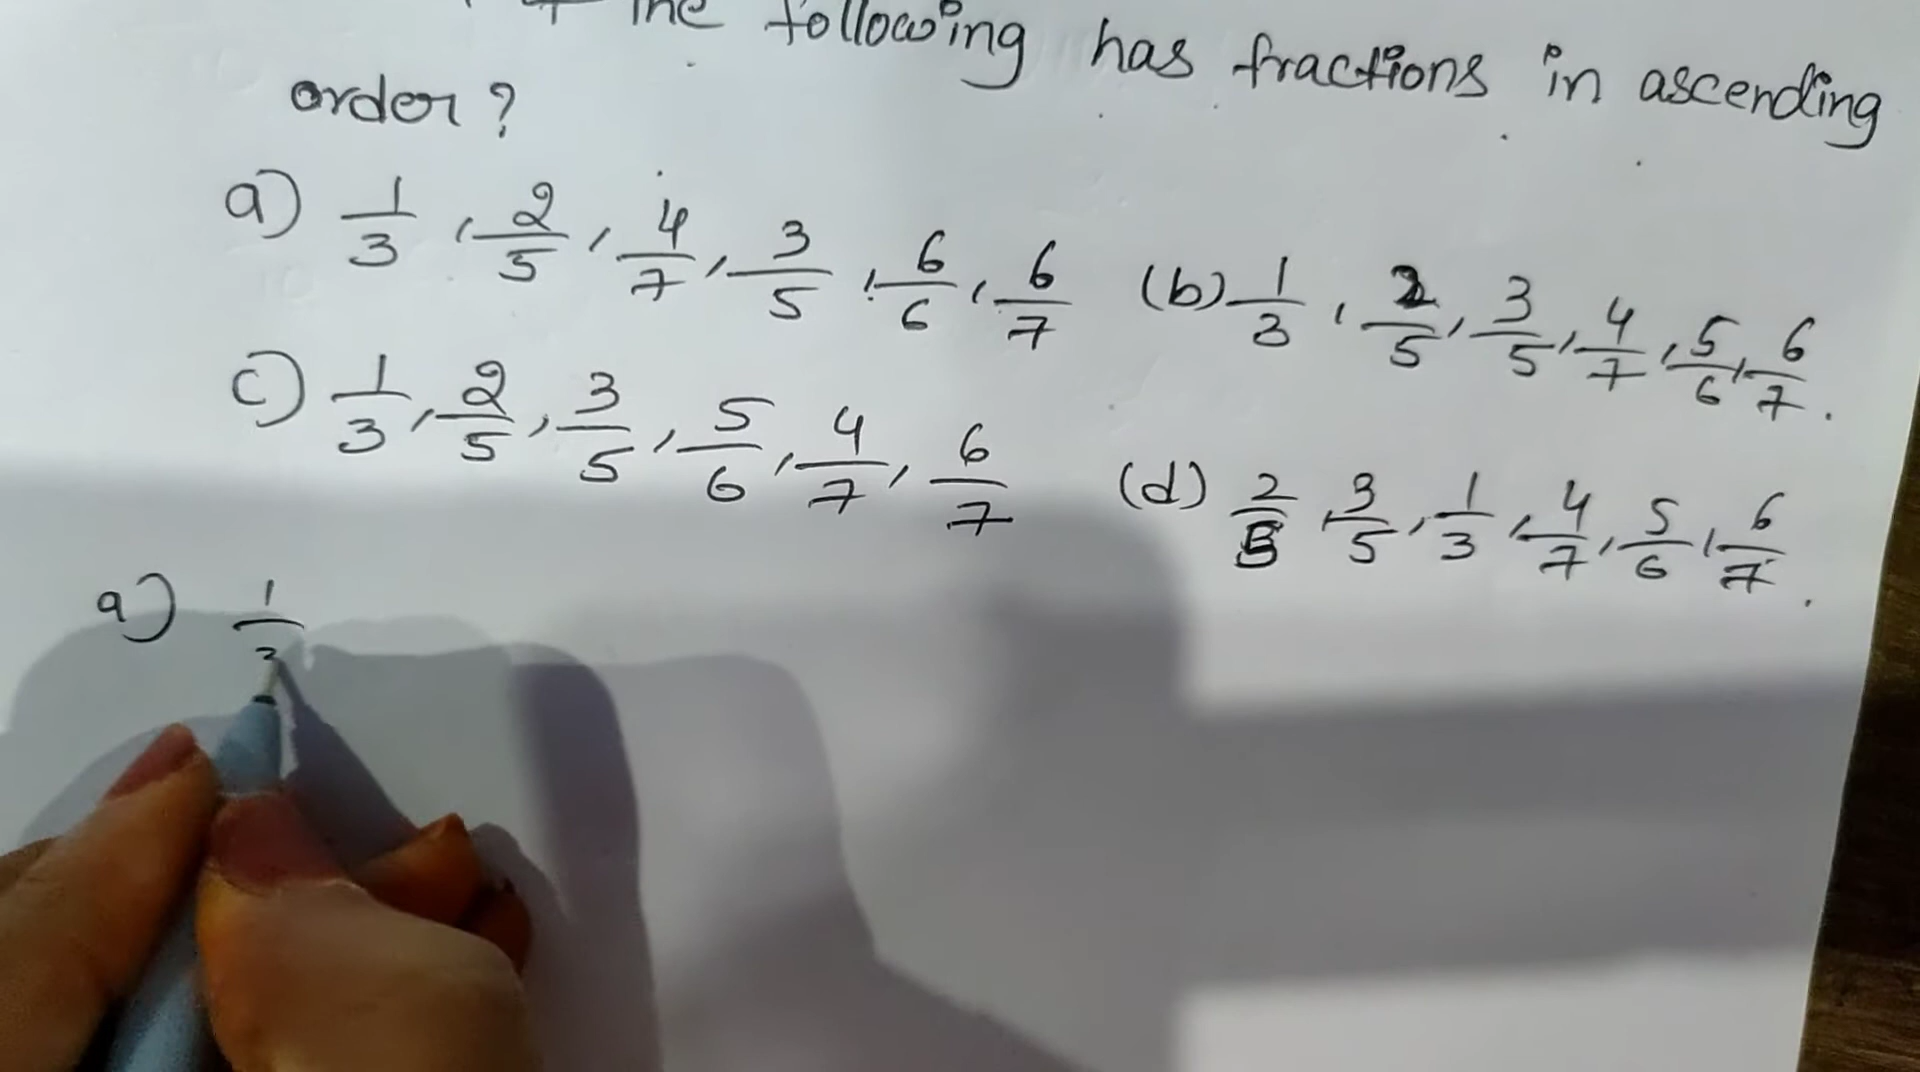 the following has fractions in ascending
order?
a) 1/3, 2/5, 4/7, 3/5, 6/6, 6/7 (b) 1/3, 2/5, 3/5, 4/7, 5/6, 6/7.
c) 1/3, 2/5, 3/5, 5/6, 4/7, 6/7 (d) 2/5, 3/5, 1/3, 4/7, 5/6, 6/7.
a) 1/3